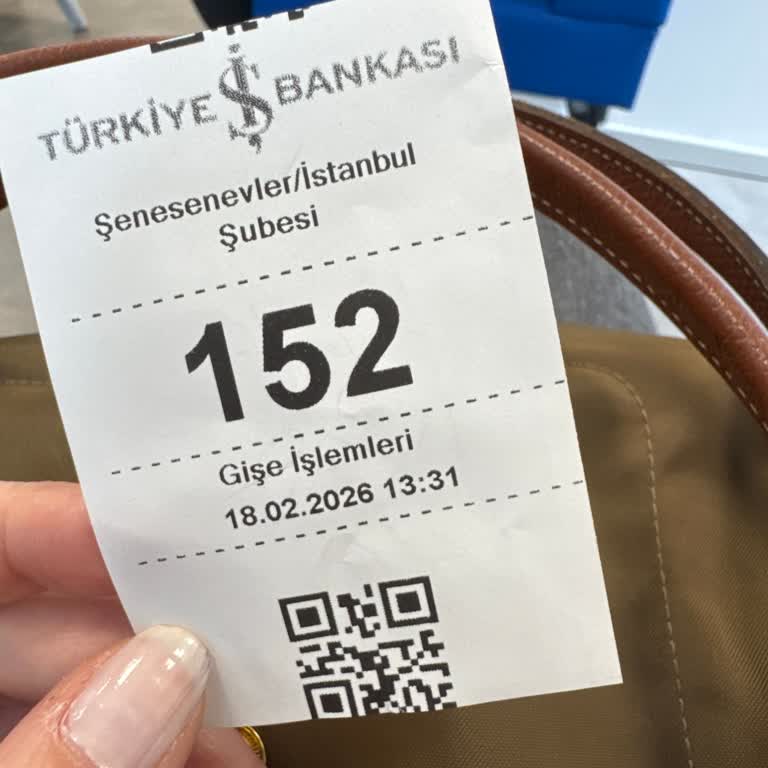 TÜRKİYE İŞ BANKASI
Şenesenevler/İstanbul
Şubesi
152
Gişe İşlemleri
18.02.2026 13:31